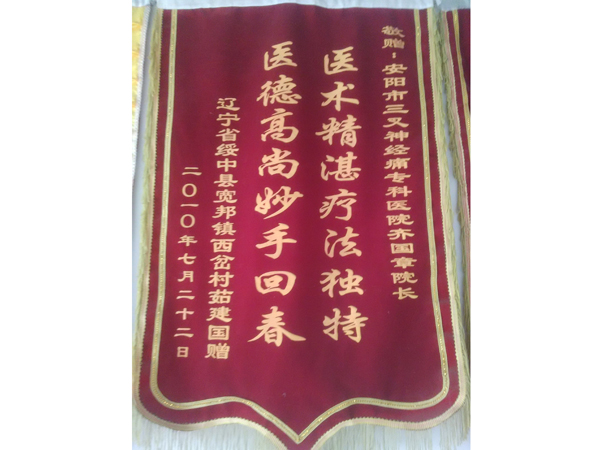 敬赠：安阳市三叉神经痛专科医院齐国章院长
医术精湛疗法独特
医德高尚妙手回春
辽宁省绥中县宽邦镇西岔村茹建国赠
二〇一〇年七月二十二日